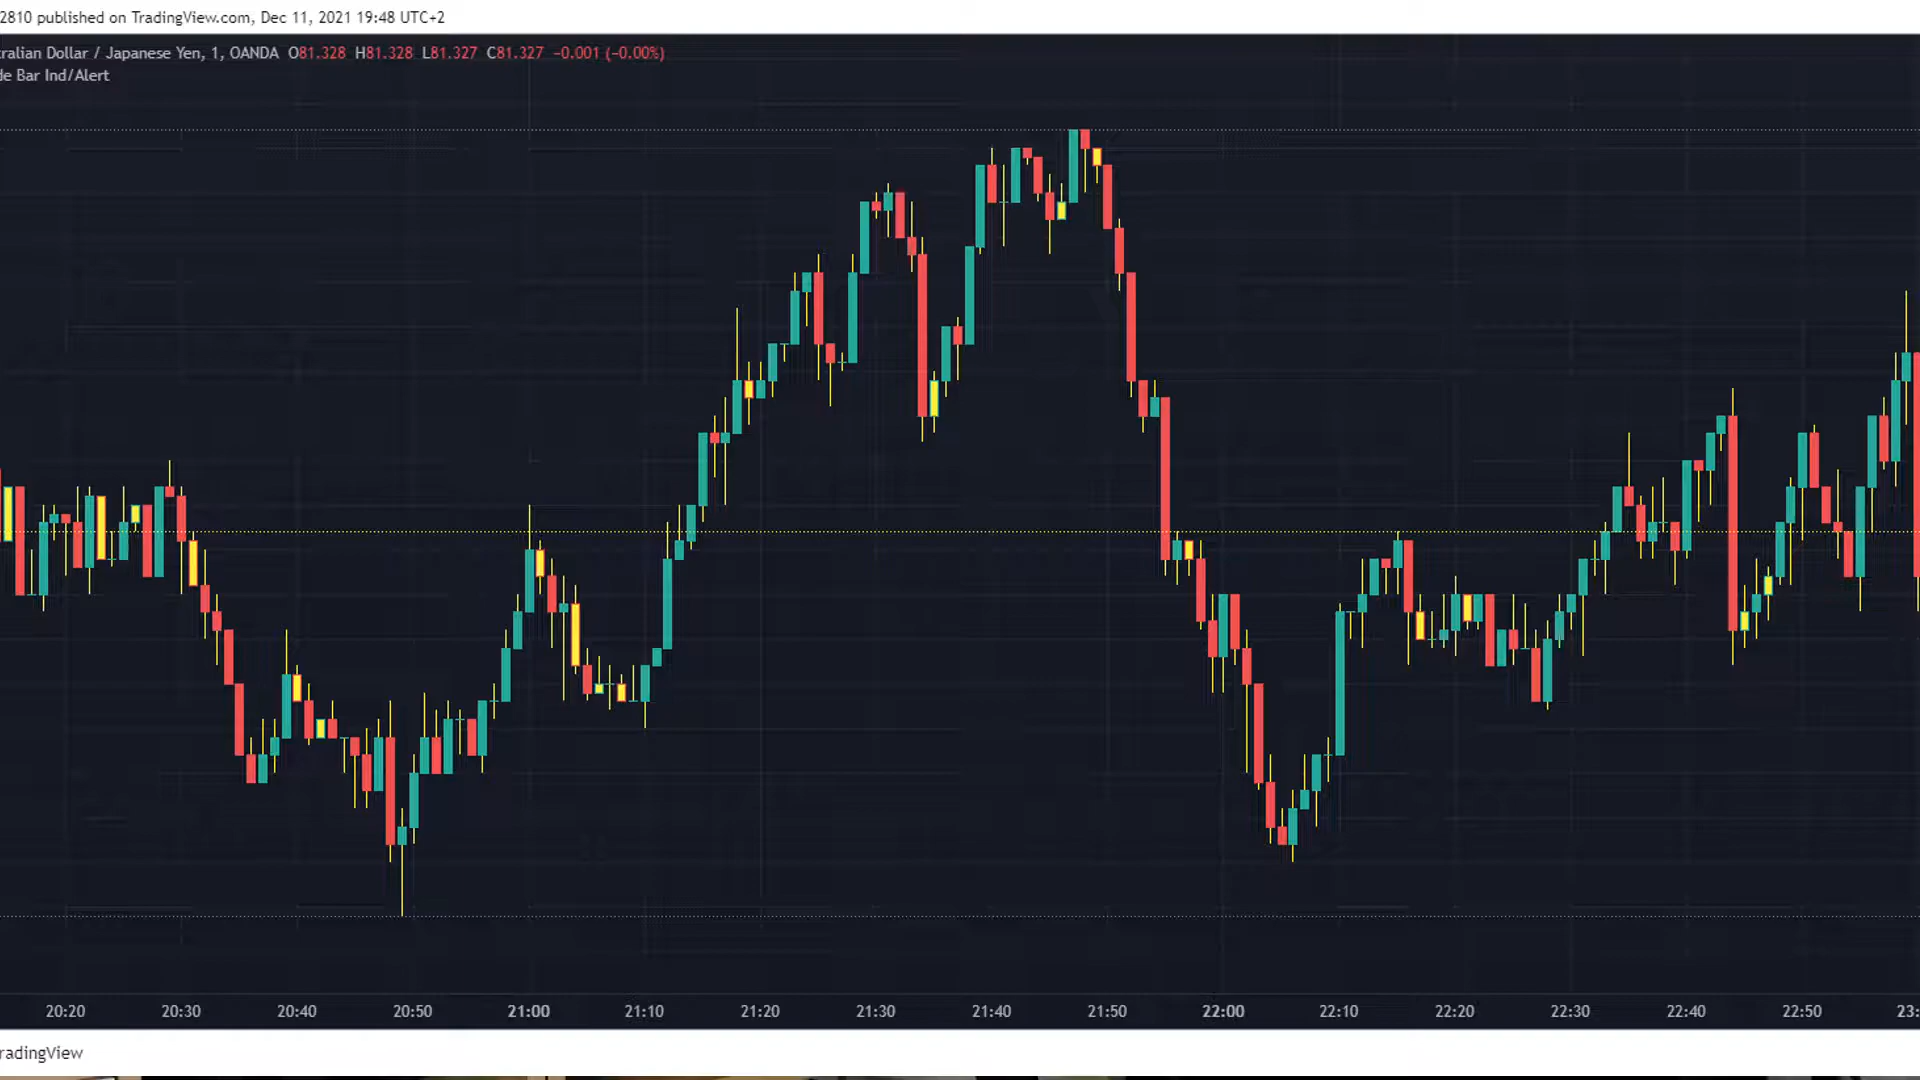 2810 published on TradingView.com, Dec 11, 2021 19:48 UTC+2
ralian Dollar / Japanese Yen, 1, OANDA O81.328 H81.328 L81.327 C81.327 −0.001 (−0.00%)
de Bar Ind/Alert
20:20 20:30 20:40 20:50 21:00 21:10 21:20 21:30 21:40 21:50 22:00 22:10 22:20 22:30 22:40 22:50 23:
radingView